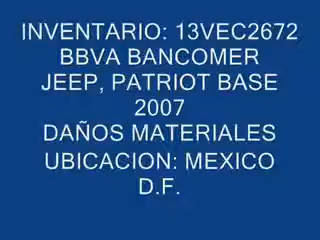 INVENTARIO: 13VEC2672
BBVA BANCOMER
JEEP, PATRIOT BASE
2007
DAÑOS MATERIALES
UBICACION: MEXICO
D.F.